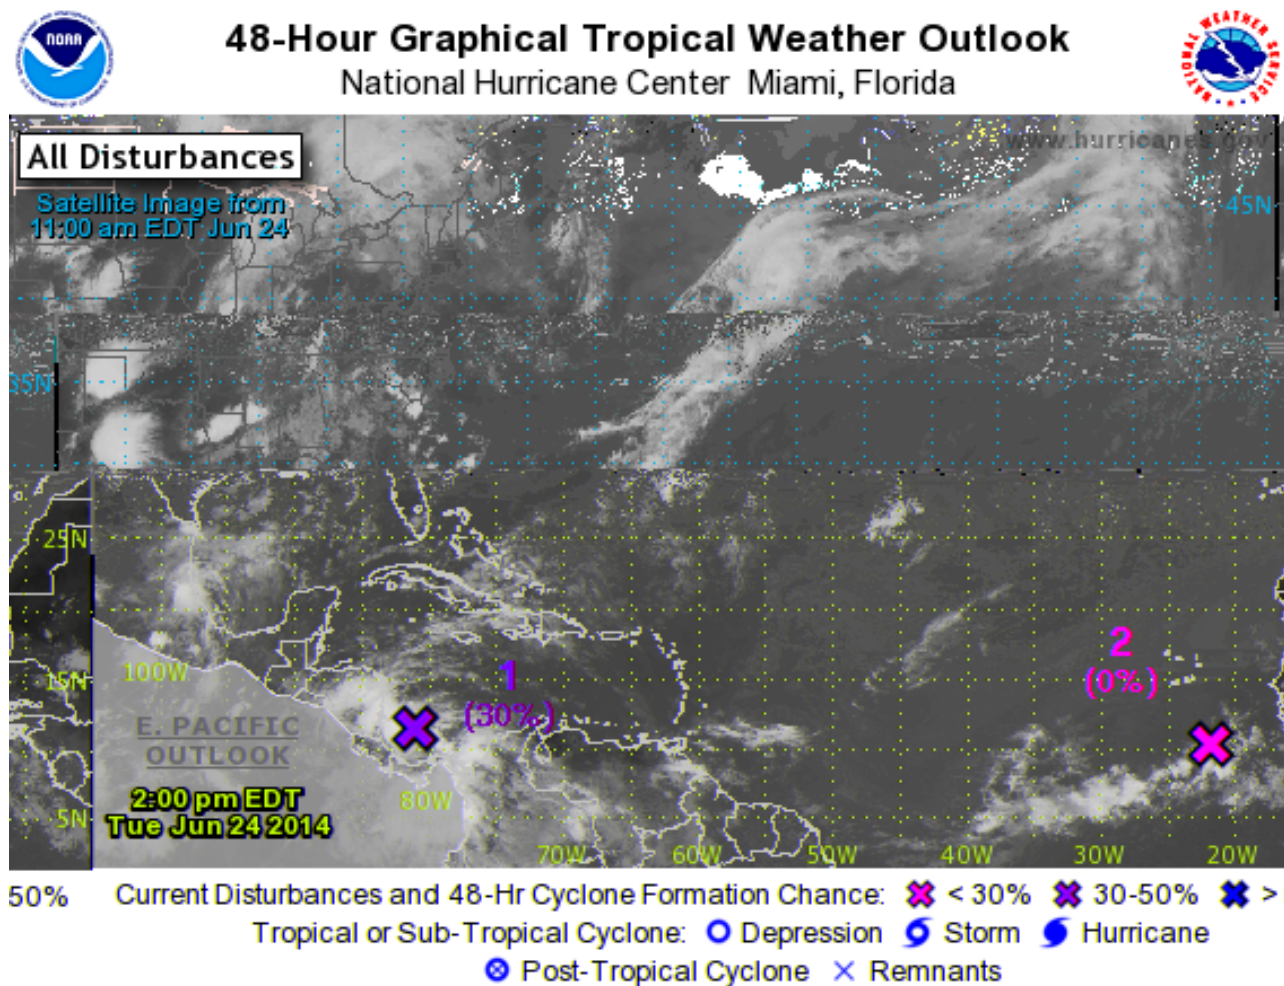 48-Hour Graphical Tropical Weather Outlook
National Hurricane Center Miami, Florida
NOAA
NATIONAL WEATHER SERVICE
www.hurricanes.gov
All Disturbances
Satellite Image from
11:00 am EDT Jun 24
45N
35N
25N
15N
5N
100W
1
(30%)
2
(0%)
E. PACIFIC
OUTLOOK
2:00 pm EDT
Tue Jun 24 2014
80W
70W 60W 50W 40W 30W 20W
50% Current Disturbances and 48-Hr Cyclone Formation Chance: < 30% 30-50% >
Tropical or Sub-Tropical Cyclone: Depression Storm Hurricane
Post-Tropical Cyclone Remnants